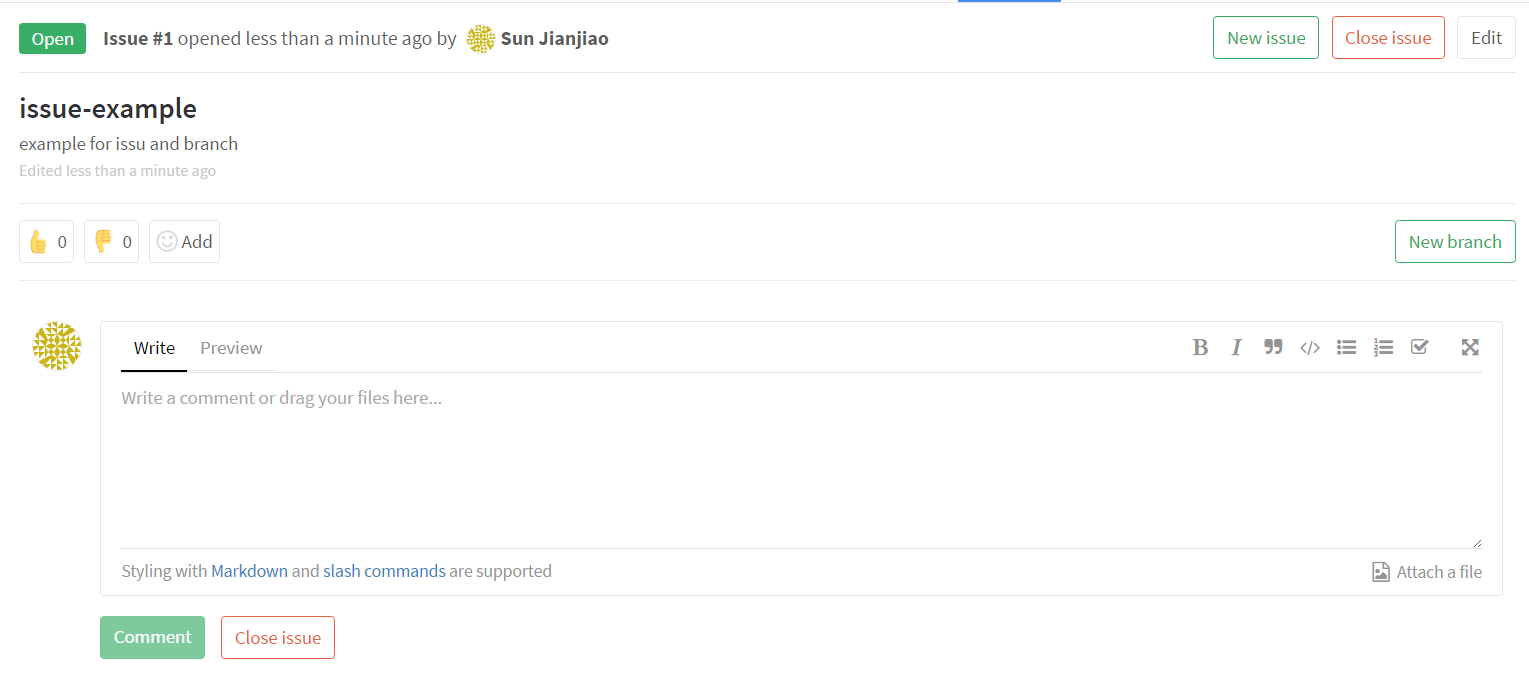 Open Issue #1 opened less than a minute ago by Sun Jianjiao New issue Close issue Edit
issue-example
example for issu and branch
Edited less than a minute ago
0 0 Add New branch
Write Preview
Write a comment or drag your files here...
Styling with Markdown and slash commands are supported Attach a file
Comment Close issue